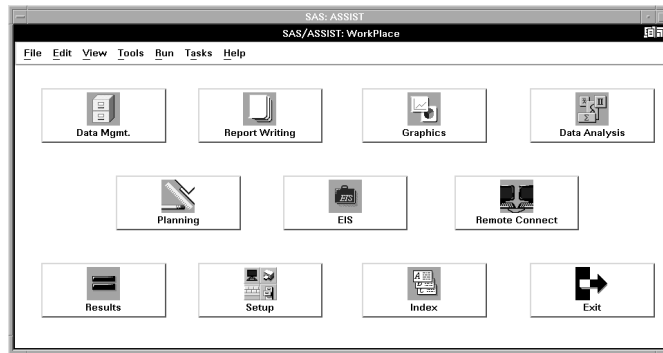 SAS: ASSIST
SAS/ASSIST: WorkPlace
File Edit View Tools Run Tasks Help
Data Mgmt. Report Writing Graphics Data Analysis
EIS
Planning EIS Remote Connect
Results Setup Index Exit